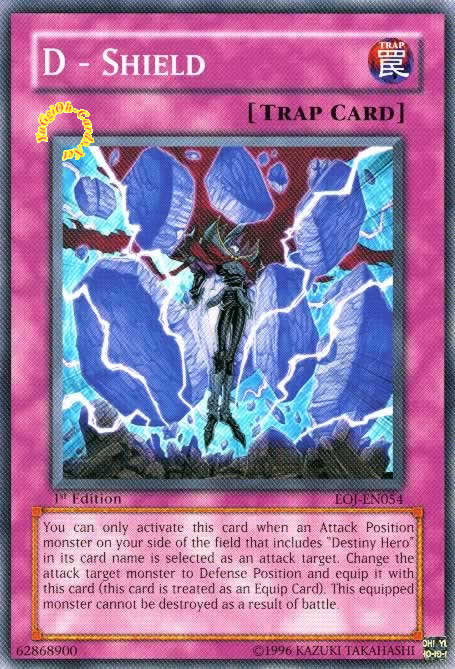 D - SHIELD
TRAP
罠
YuGiOh-Cards.Net
[TRAP CARD]
1st Edition EOJ-EN054
You can only activate this card when an Attack Position
monster on your side of the field that includes "Destiny Hero"
in its card name is selected as an attack target. Change the
attack target monster to Defense Position and equip it with
this card (this card is treated as an Equip Card). This equipped
monster cannot be destroyed as a result of battle.
62868900 ©1996 KAZUKI TAKAHASHI